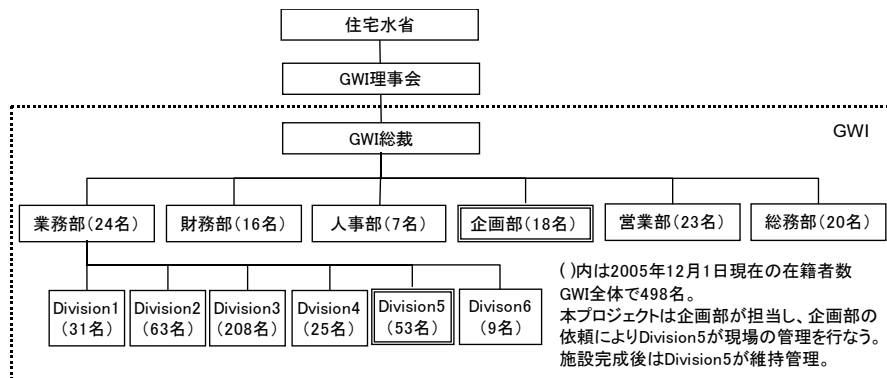 住宅水省
GWI理事会
GWI総裁
GWI
業務部(24名)
財務部(16名)
人事部(7名)
企画部(18名)
営業部(23名)
総務部(20名)
Division1
(31名)
Division2
(63名)
Division3
(208名)
Division4
(25名)
Division5
(53名)
Divison6
(9名)
( )内は2005年12月1日現在の在籍者数
GWI全体で498名。
本プロジェクトは企画部が担当し、企画部の
依頼によりDivision5が現場の管理を行なう。
施設完成後はDivision5が維持管理。